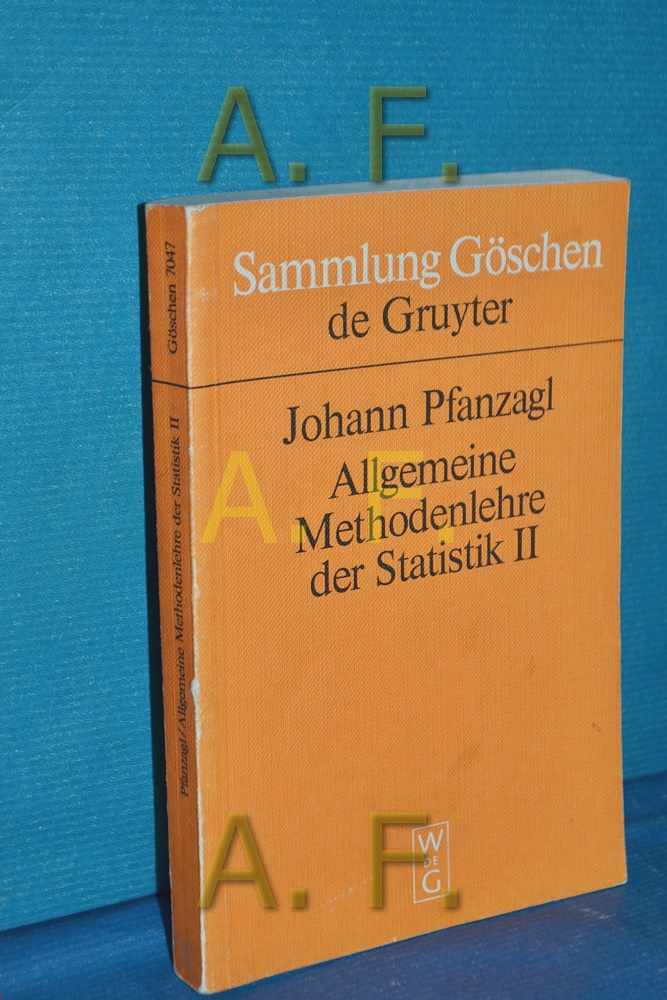 A. F.
Sammlung Göschen
de Gruyter
Johann Pfanzagl
Allgemeine
Methodenlehre
der Statistik II
A. F.
W
DE
G
A. F.
Göschen 7047
Pfanzagl/Allgemeine Methodenlehre der Statistik II